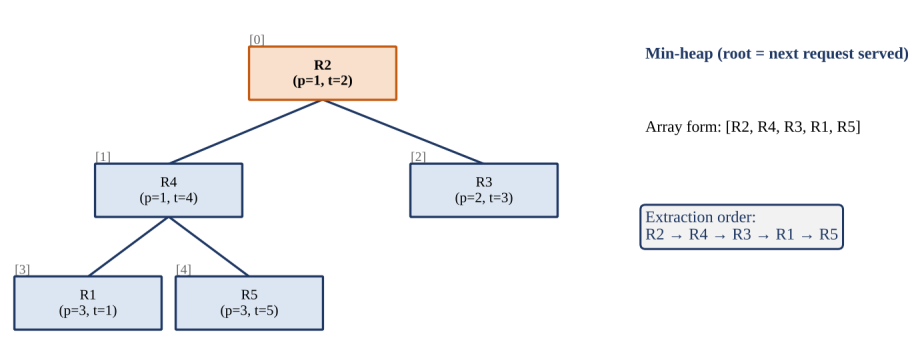 [0]
R2
(p=1, t=2)
Min-heap (root = next request served)
Array form: [R2, R4, R3, R1, R5]
[1]
R4
(p=1, t=4)
[2]
R3
(p=2, t=3)
Extraction order:
R2 → R4 → R3 → R1 → R5
[3]
R1
(p=3, t=1)
[4]
R5
(p=3, t=5)